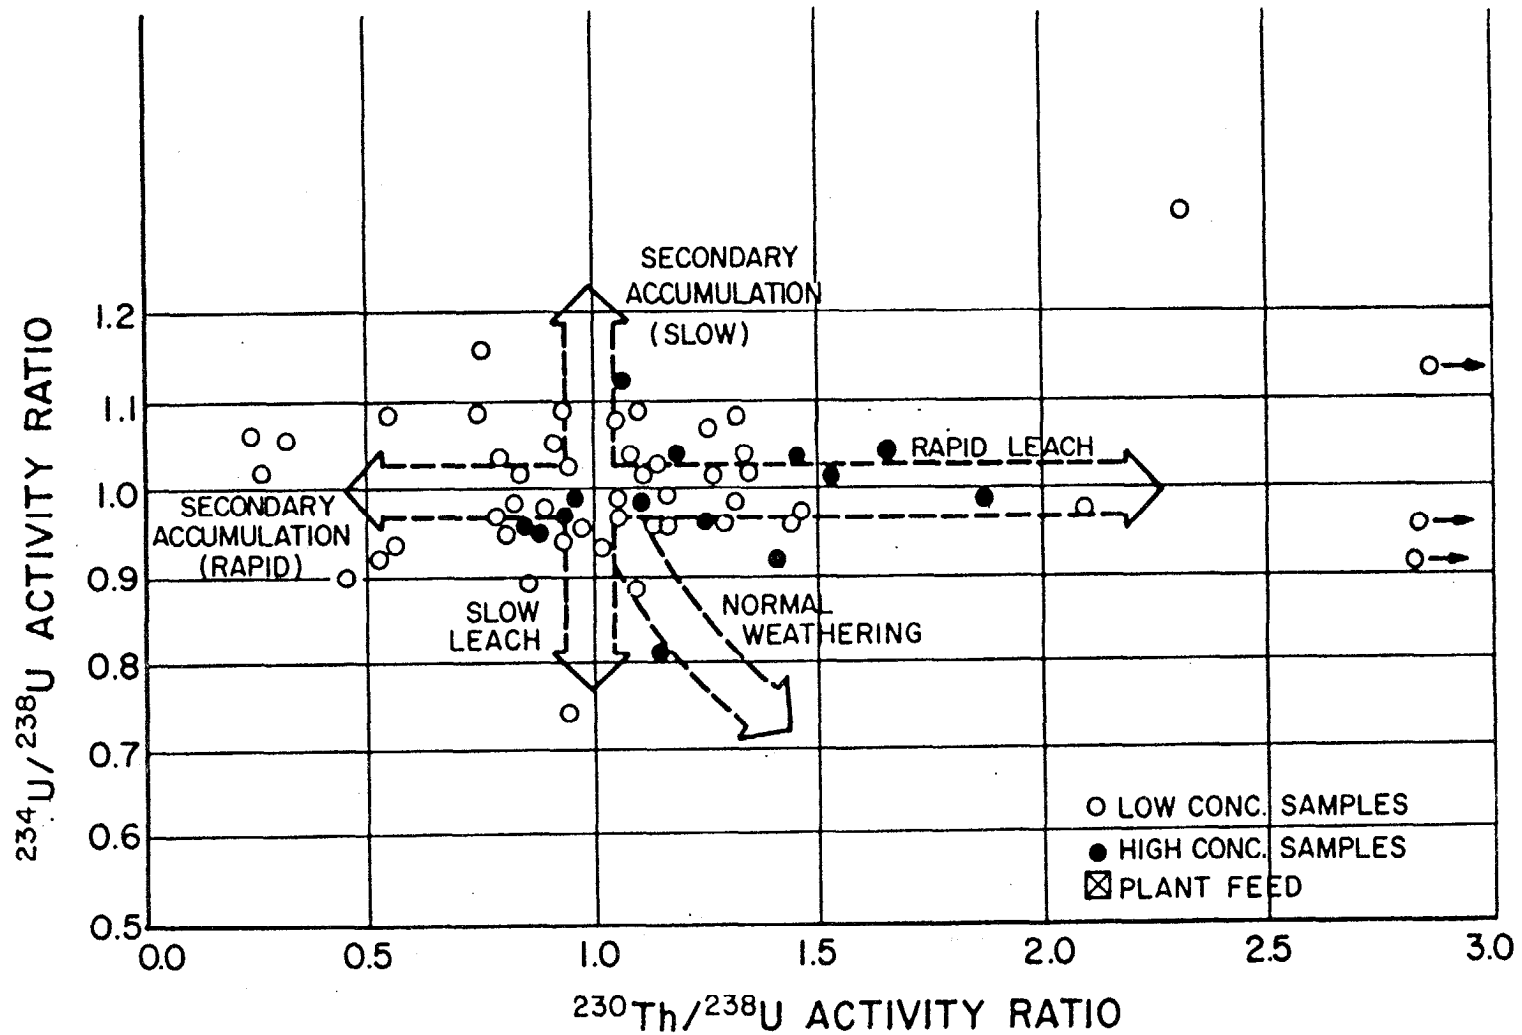 SECONDARY
ACCUMULATION
(SLOW)
1.2
1.1
RAPID LEACH
1.0
SECONDARY
ACCUMULATION
(RAPID)
0.9
SLOW
LEACH
NORMAL
WEATHERING
0.8
0.7
0.6
0.5
²³⁴U/²³⁸U ACTIVITY RATIO
LOW CONC. SAMPLES
HIGH CONC. SAMPLES
PLANT FEED
0.0 0.5 1.0 1.5 2.0 2.5 3.0
²³⁰Th/²³⁸U ACTIVITY RATIO